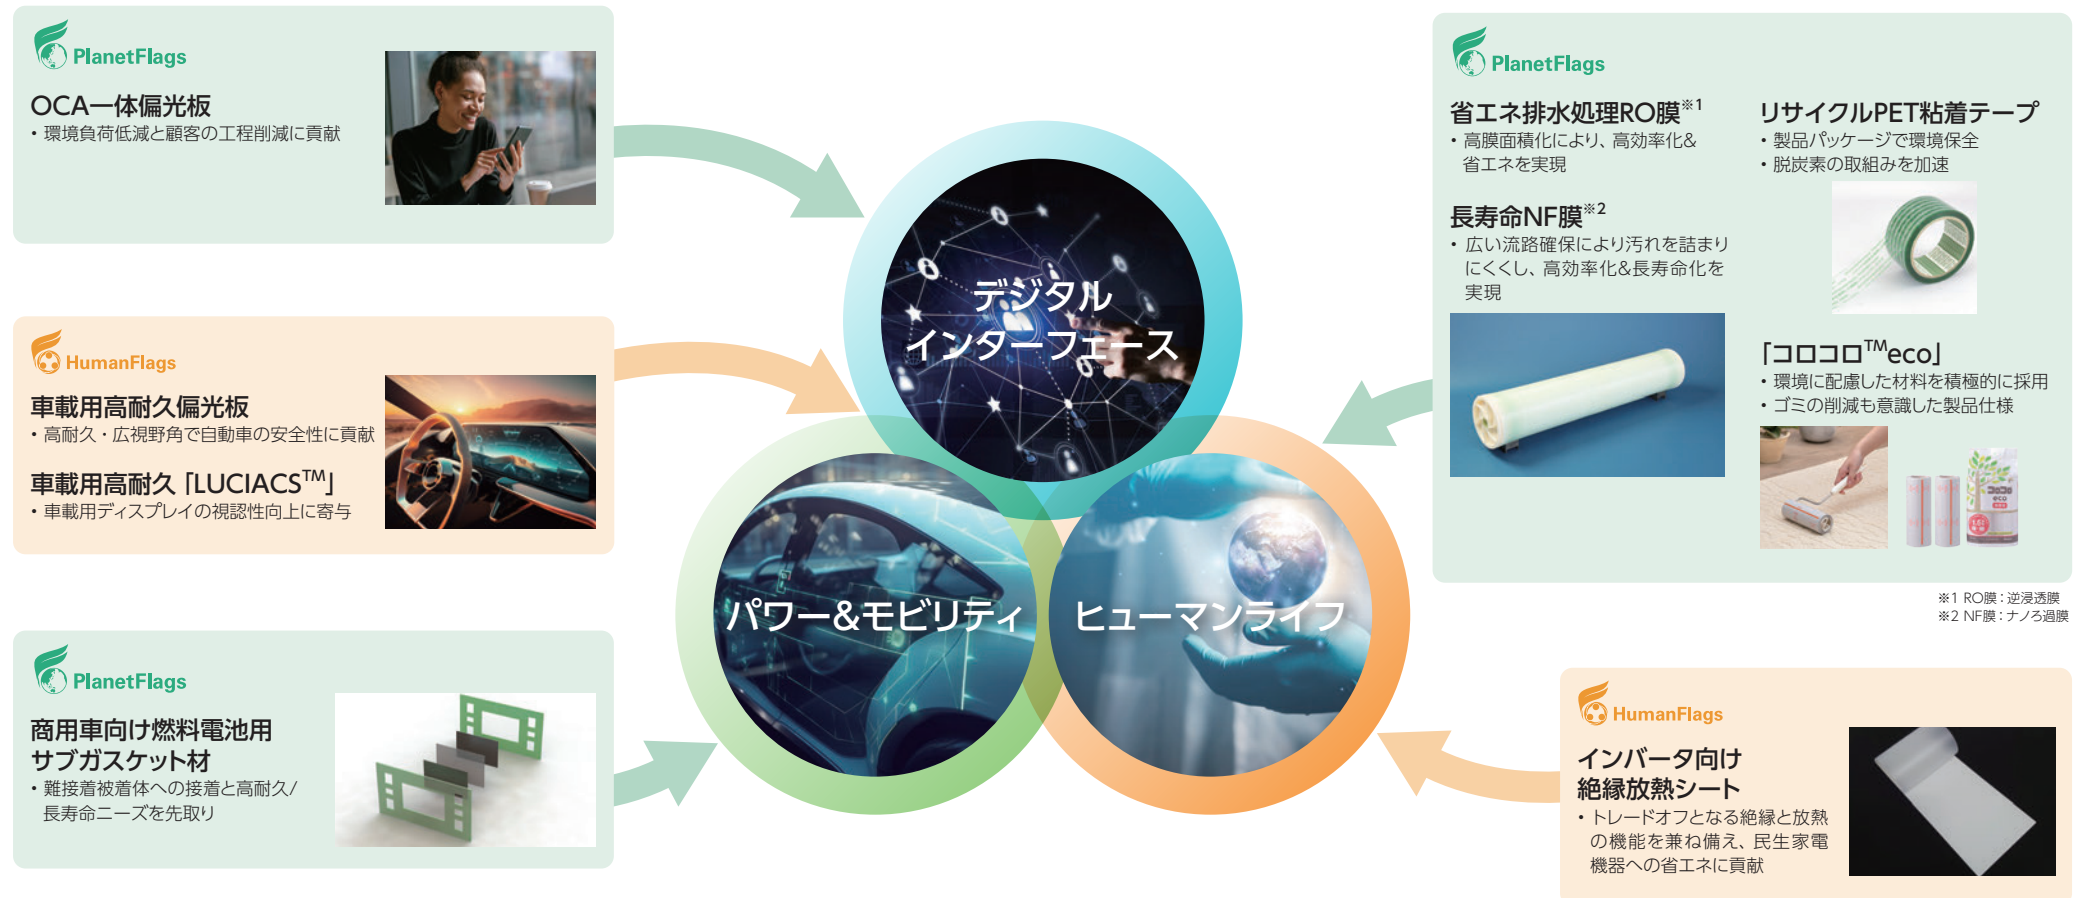 PlanetFlags
OCA一体偏光板
・環境負荷低減と顧客の工程削減に貢献
HumanFlags
車載用高耐久偏光板
・高耐久・広視野角で自動車の安全性に貢献
車載用高耐久「LUCIACS™」
・車載用ディスプレイの視認性向上に寄与
PlanetFlags
商用車向け燃料電池用
サブガスケット材
・難接着被着体への接着と高耐久/
長寿命ニーズを先取り
デジタル
インターフェース
パワー&モビリティ
ヒューマンライフ
PlanetFlags
省エネ排水処理RO膜※1
・高膜面積化により、高効率化&
省エネを実現
長寿命NF膜※2
・広い流路確保により汚れを詰まり
にくくし、高効率化&長寿命化を
実現
リサイクルPET粘着テープ
・製品パッケージで環境保全
・脱炭素の取組みを加速
「コロコロ™eco」
・環境に配慮した材料を積極的に採用
・ゴミの削減も意識した製品仕様
コロコロ
eco
※1 RO膜：逆浸透膜
※2 NF膜：ナノろ過膜
HumanFlags
インバータ向け
絶縁放熱シート
・トレードオフとなる絶縁と放熱
の機能を兼ね備え、民生家電
機器への省エネに貢献